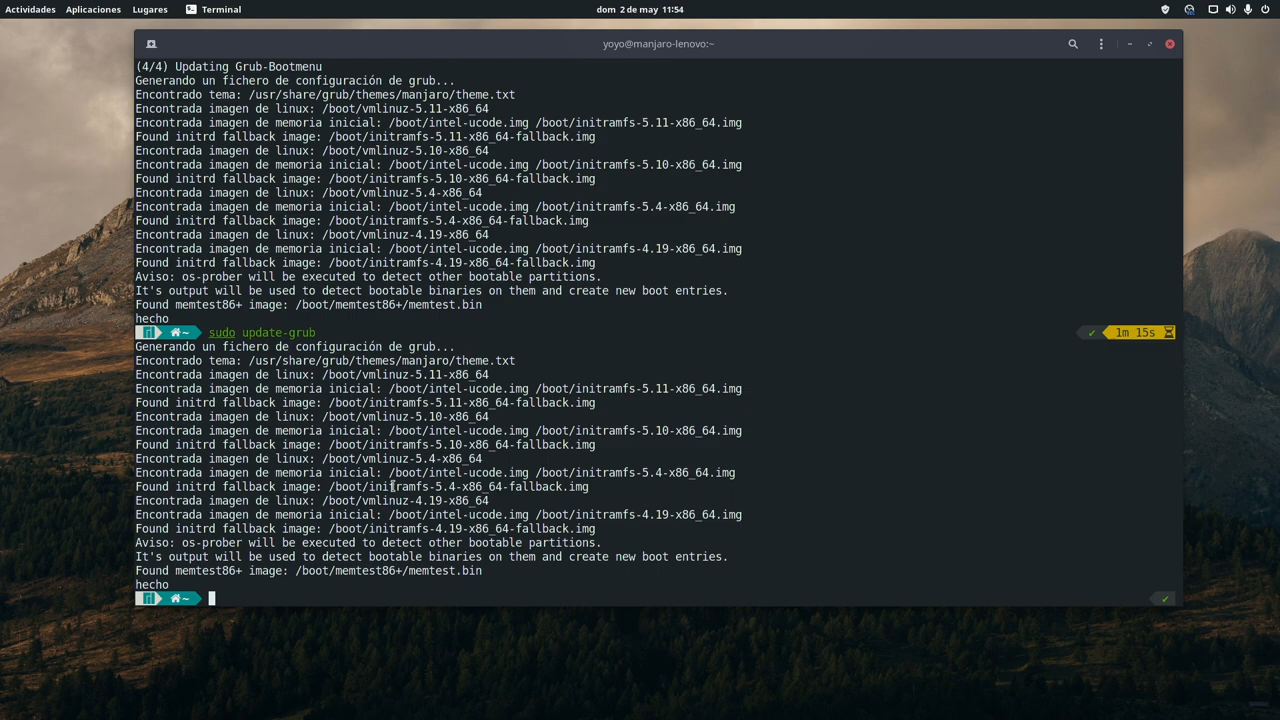 Actividades Aplicaciones Lugares Terminal dom 2 de may 11:54
yoyo@manjaro-lenovo:~
(4/4) Updating Grub-Bootmenu
Generando un fichero de configuración de grub...
Encontrado tema: /usr/share/grub/themes/manjaro/theme.txt
Encontrada imagen de linux: /boot/vmlinuz-5.11-x86_64
Encontrada imagen de memoria inicial: /boot/intel-ucode.img /boot/initramfs-5.11-x86_64.img
Found initrd fallback image: /boot/initramfs-5.11-x86_64-fallback.img
Encontrada imagen de linux: /boot/vmlinuz-5.10-x86_64
Encontrada imagen de memoria inicial: /boot/intel-ucode.img /boot/initramfs-5.10-x86_64.img
Found initrd fallback image: /boot/initramfs-5.10-x86_64-fallback.img
Encontrada imagen de linux: /boot/vmlinuz-5.4-x86_64
Encontrada imagen de memoria inicial: /boot/intel-ucode.img /boot/initramfs-5.4-x86_64.img
Found initrd fallback image: /boot/initramfs-5.4-x86_64-fallback.img
Encontrada imagen de linux: /boot/vmlinuz-4.19-x86_64
Encontrada imagen de memoria inicial: /boot/intel-ucode.img /boot/initramfs-4.19-x86_64.img
Found initrd fallback image: /boot/initramfs-4.19-x86_64-fallback.img
Aviso: os-prober will be executed to detect other bootable partitions.
It's output will be used to detect bootable binaries on them and create new boot entries.
Found memtest86+ image: /boot/memtest86+/memtest.bin
hecho
~ sudo update-grub ✔ 1m 15s
Generando un fichero de configuración de grub...
Encontrado tema: /usr/share/grub/themes/manjaro/theme.txt
Encontrada imagen de linux: /boot/vmlinuz-5.11-x86_64
Encontrada imagen de memoria inicial: /boot/intel-ucode.img /boot/initramfs-5.11-x86_64.img
Found initrd fallback image: /boot/initramfs-5.11-x86_64-fallback.img
Encontrada imagen de linux: /boot/vmlinuz-5.10-x86_64
Encontrada imagen de memoria inicial: /boot/intel-ucode.img /boot/initramfs-5.10-x86_64.img
Found initrd fallback image: /boot/initramfs-5.10-x86_64-fallback.img
Encontrada imagen de linux: /boot/vmlinuz-5.4-x86_64
Encontrada imagen de memoria inicial: /boot/intel-ucode.img /boot/initramfs-5.4-x86_64.img
Found initrd fallback image: /boot/initramfs-5.4-x86_64-fallback.img
Encontrada imagen de linux: /boot/vmlinuz-4.19-x86_64
Encontrada imagen de memoria inicial: /boot/intel-ucode.img /boot/initramfs-4.19-x86_64.img
Found initrd fallback image: /boot/initramfs-4.19-x86_64-fallback.img
Aviso: os-prober will be executed to detect other bootable partitions.
It's output will be used to detect bootable binaries on them and create new boot entries.
Found memtest86+ image: /boot/memtest86+/memtest.bin
hecho
~ ✔